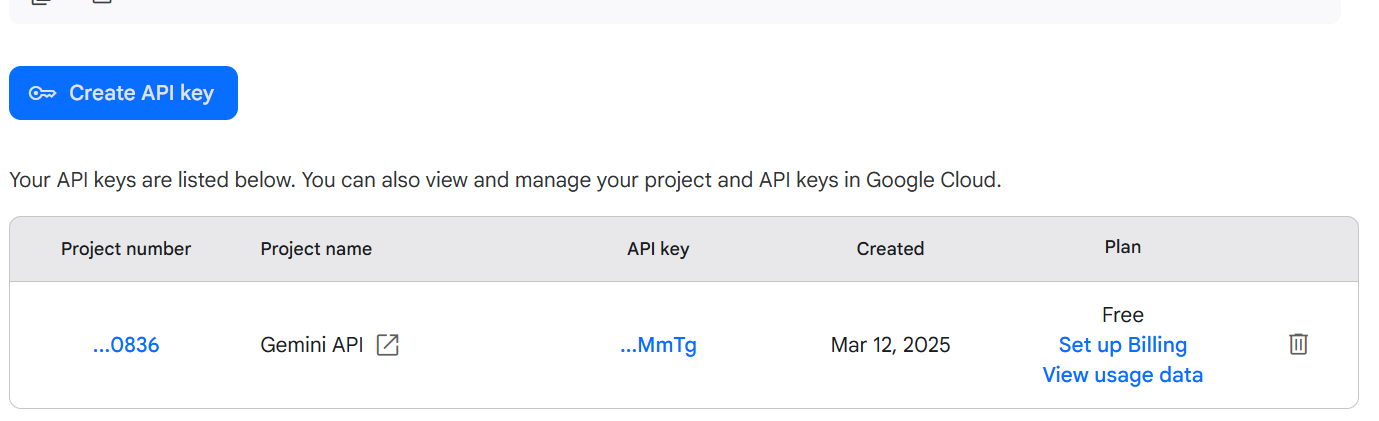 Create API key
Your API keys are listed below. You can also view and manage your project and API keys in Google Cloud.
Project number Project name API key Created Plan
...0836 Gemini API ...MmTg Mar 12, 2025 Free
Set up Billing
View usage data